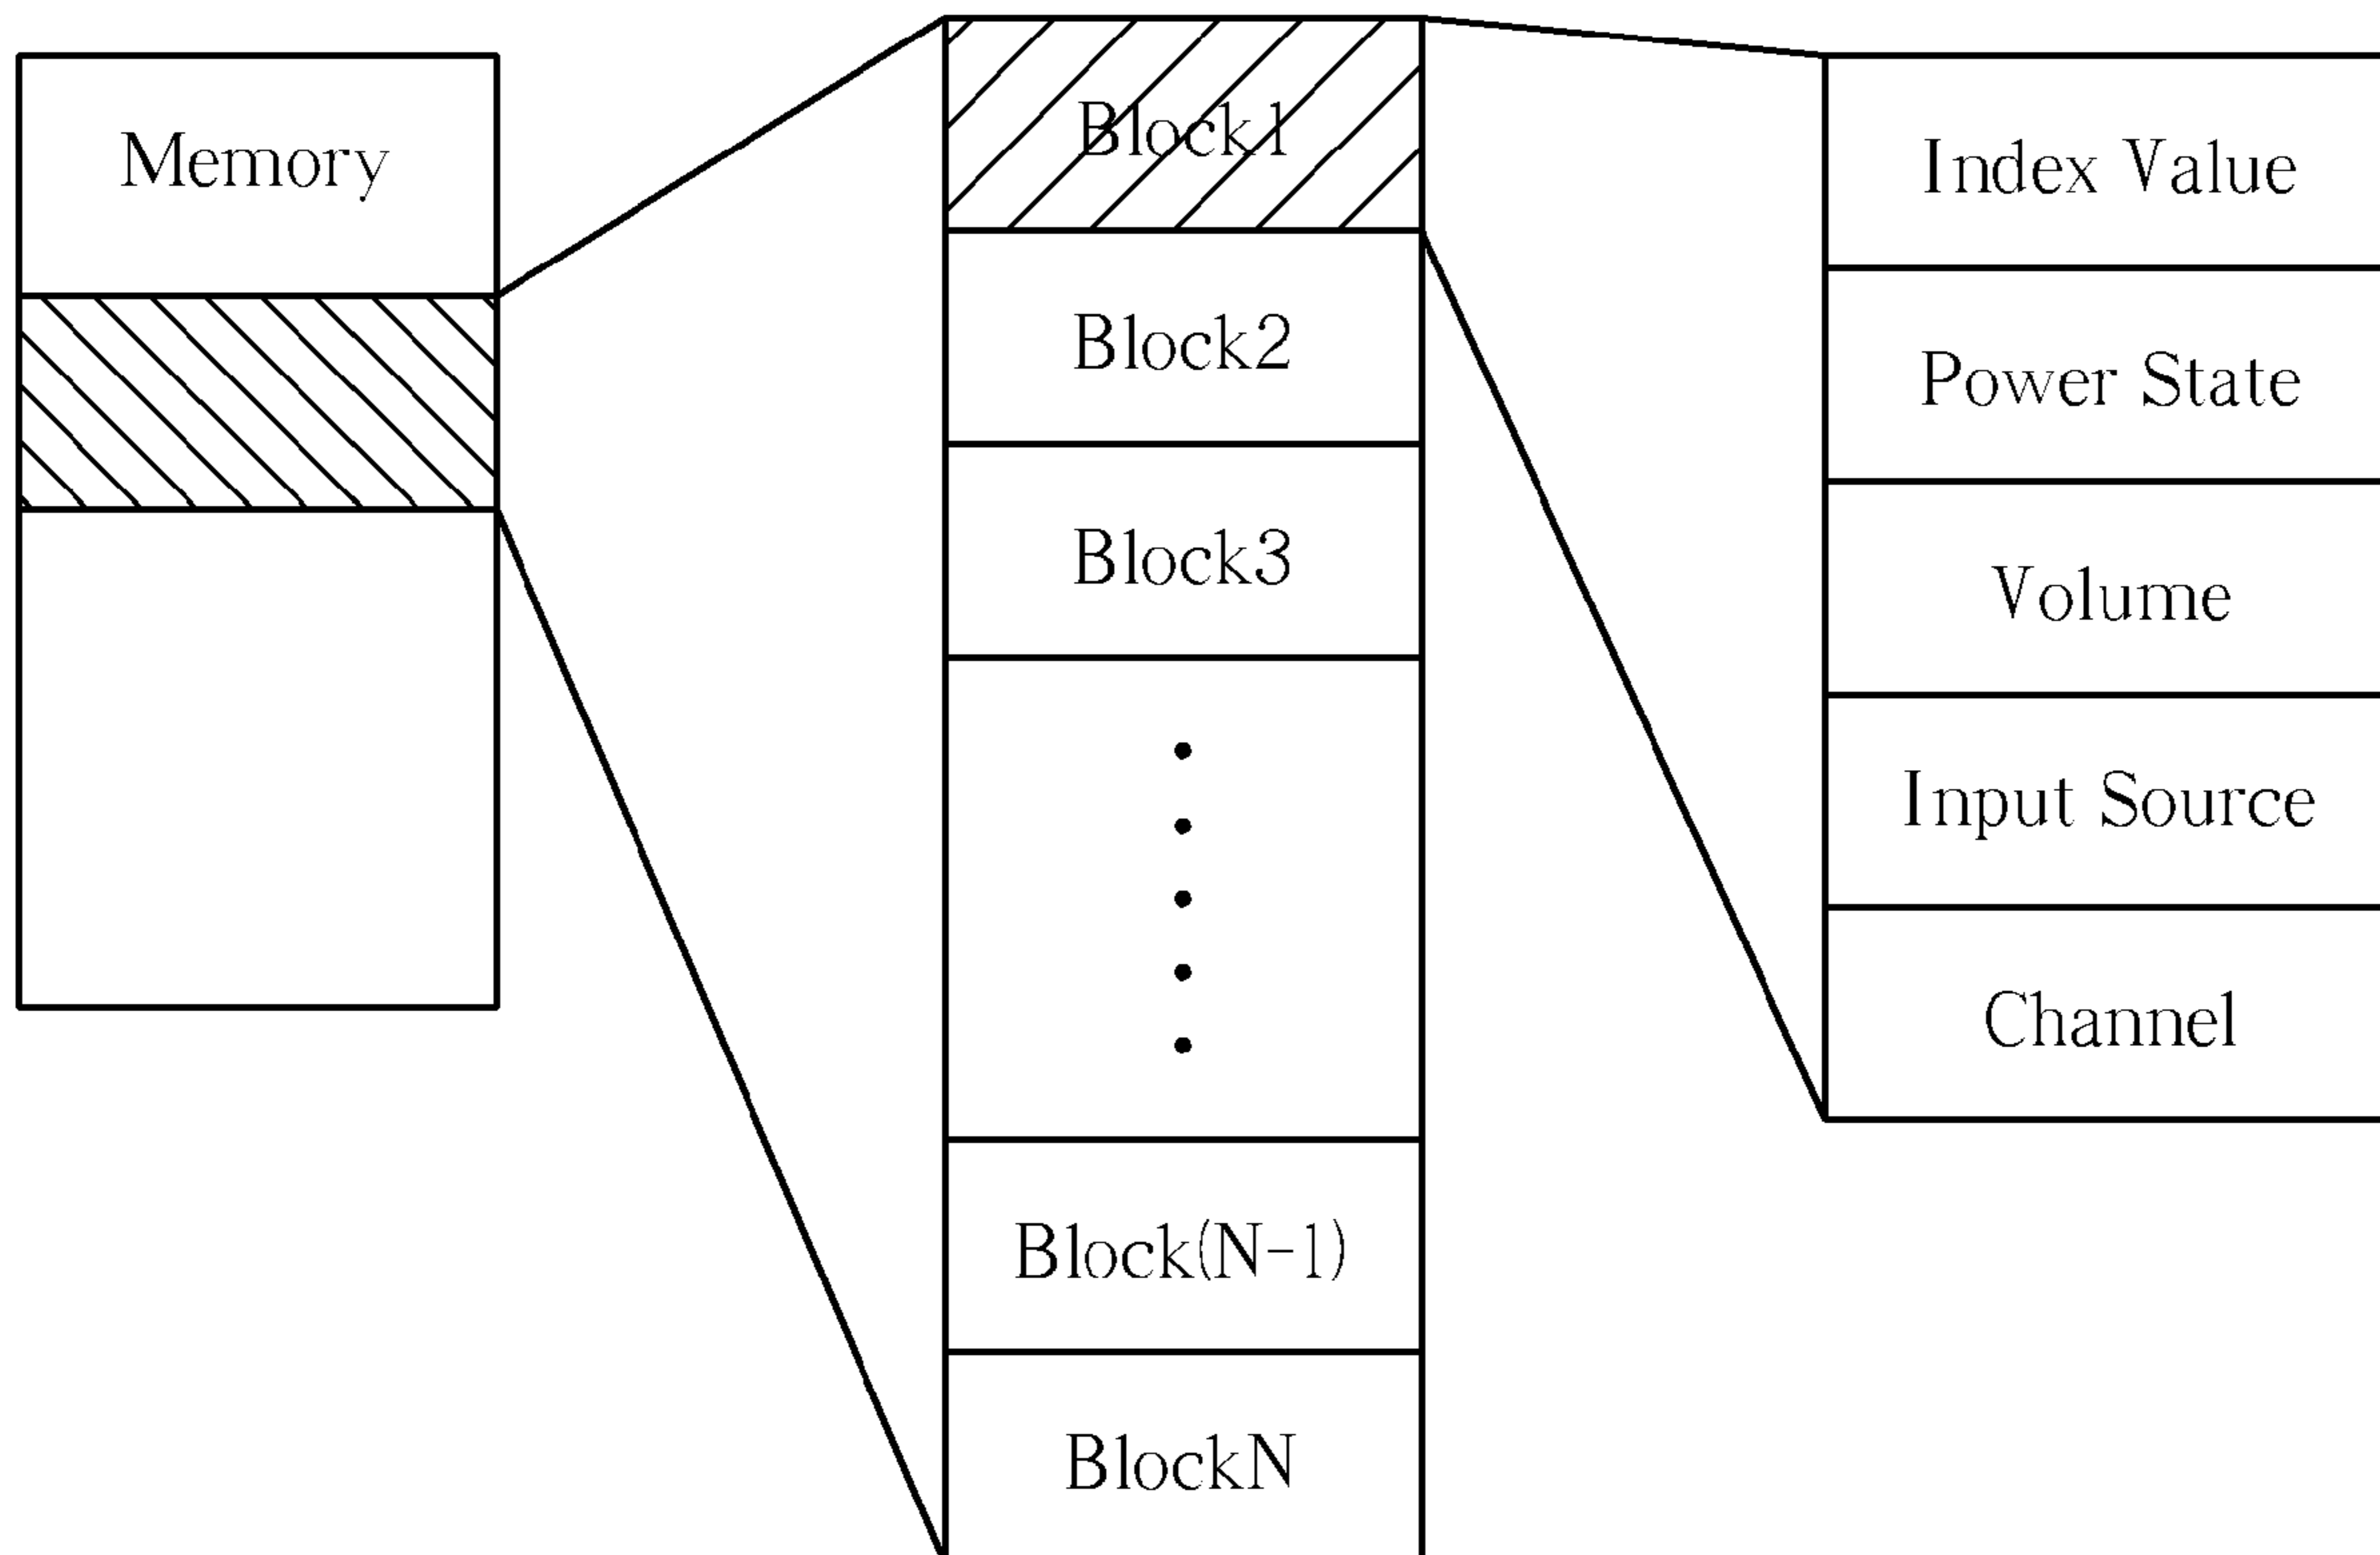 Memory
Block1
Block2
Block3
Block(N-1)
BlockN
Index Value
Power State
Volume
Input Source
Channel